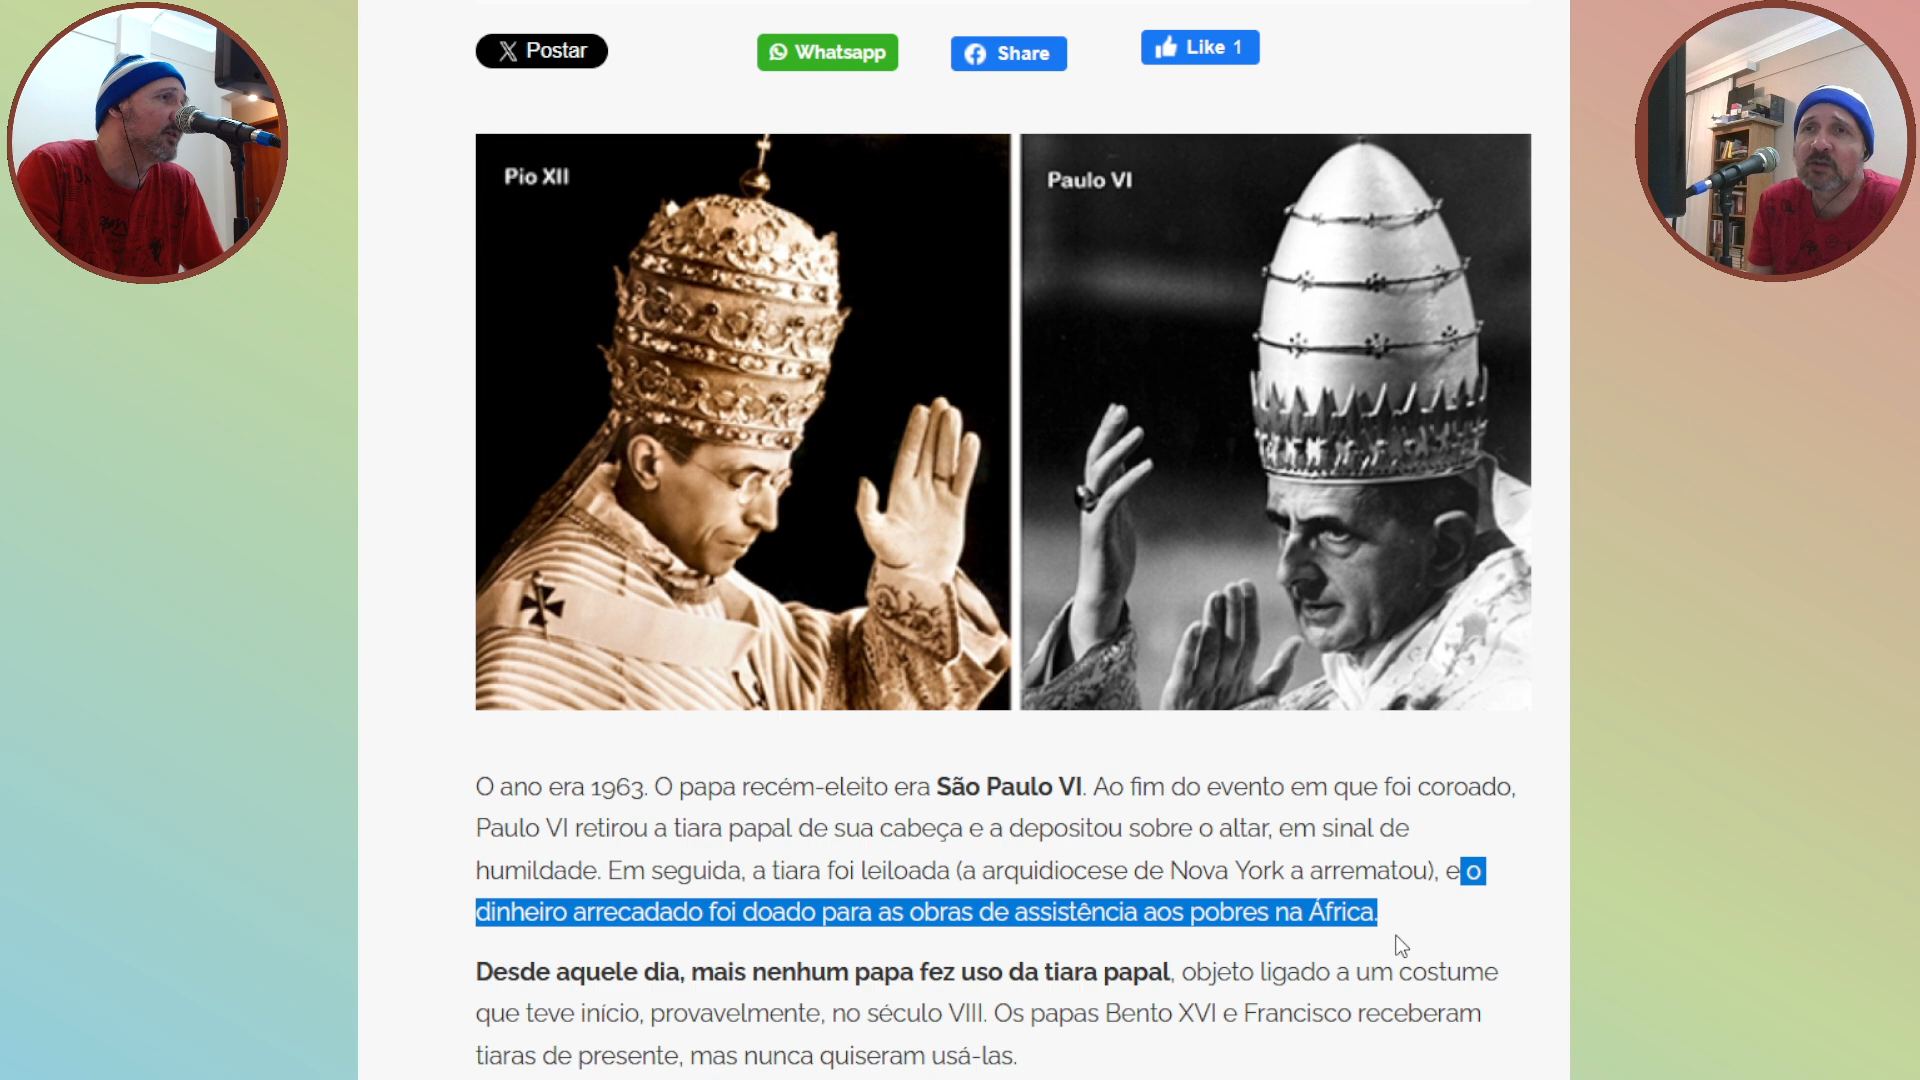 Postar
Whatsapp
Share
Like 1
Pio XII
Paulo VI
O ano era 1963. O papa recém-eleito era São Paulo VI. Ao fim do evento em que foi coroado,
Paulo VI retirou a tiara papal de sua cabeça e a depositou sobre o altar, em sinal de
humildade. Em seguida, a tiara foi leiloada (a arquidiocese de Nova York a arrematou), e o
dinheiro arrecadado foi doado para as obras de assistência aos pobres na África.
Desde aquele dia, mais nenhum papa fez uso da tiara papal, objeto ligado a um costume
que teve início, provavelmente, no século VIII. Os papas Bento XVI e Francisco receberam
tiaras de presente, mas nunca quiseram usá-las.